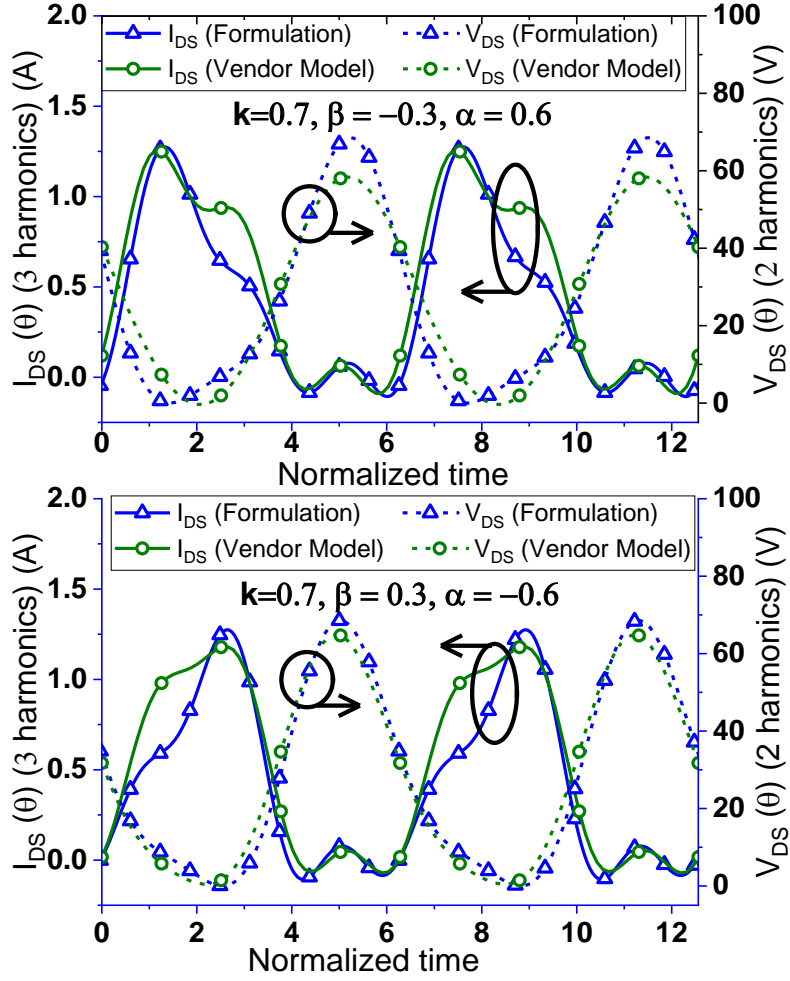 I_DS (Formulation) V_DS (Formulation)
I_DS (Vendor Model) V_DS (Vendor Model)
k=0.7, β = −0.3, α = 0.6
I_DS (θ) (3 harmonics) (A)
2.0
1.5
1.0
0.5
0.0
V_DS (θ) (2 harmonics) (V)
100
80
60
40
20
0
0 2 4 6 8 10 12
Normalized time
I_DS (Formulation) V_DS (Formulation)
I_DS (Vendor Model) V_DS (Vendor Model)
k=0.7, β = 0.3, α = −0.6
I_DS (θ) (3 harmonics) (A)
2.0
1.5
1.0
0.5
0.0
V_DS (θ) (2 harmonics) (V)
100
80
60
40
20
0
0 2 4 6 8 10 12
Normalized time